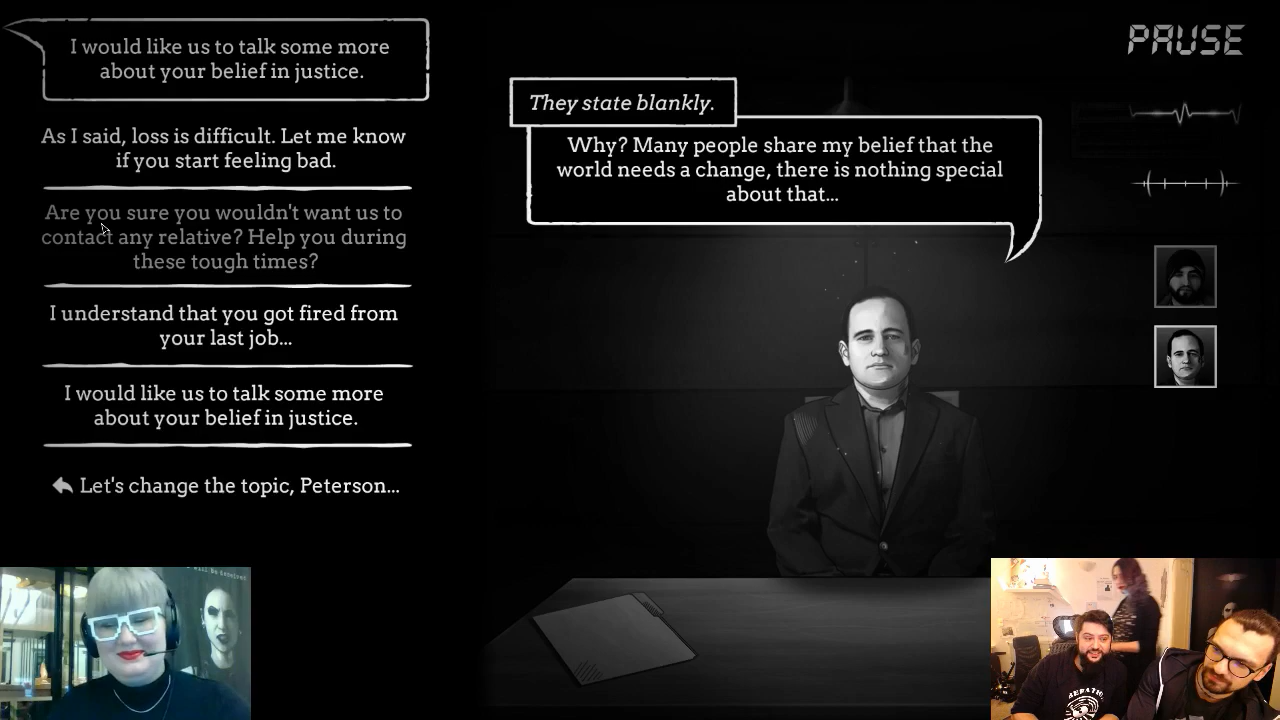 I would like us to talk some more
about your belief in justice.
As I said, loss is difficult. Let me know
if you start feeling bad.
Are you sure you wouldn't want us to
contact any relative? Help you during
these tough times?
I understand that you got fired from
your last job...
I would like us to talk some more
about your belief in justice.
Let's change the topic, Peterson...
They state blankly.
Why? Many people share my belief that the
world needs a change, there is nothing special
about that...
PAUSE